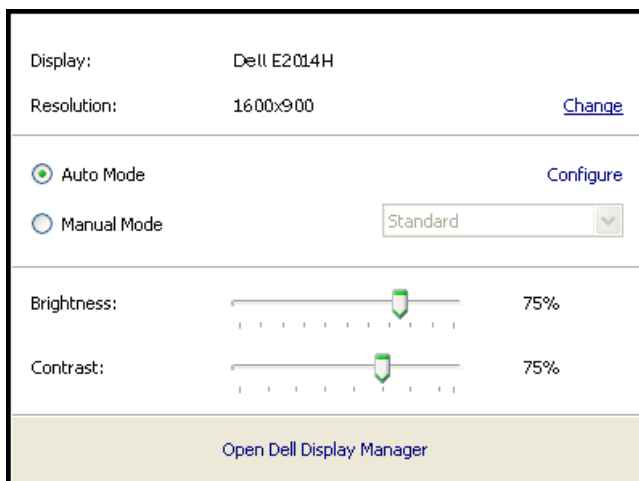 Display: Dell E2014H
Resolution: 1600x900 Change
Auto Mode Configure
Manual Mode Standard
Brightness: 75%
Contrast: 75%
Open Dell Display Manager